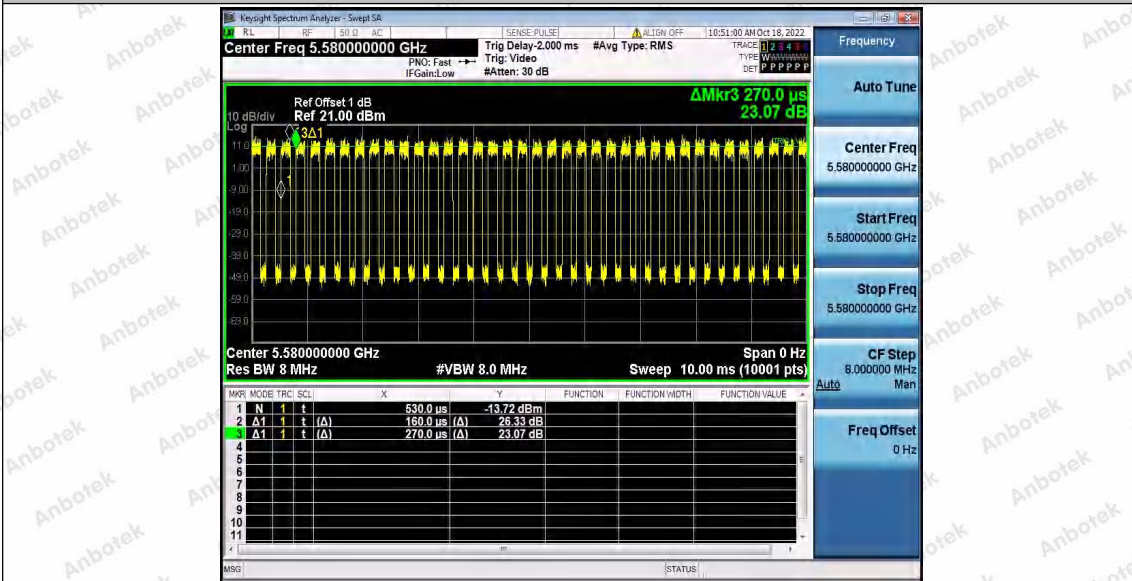 Keysight Spectrum Analyzer - Swept SA
RL RF 50 Ω AC SENSE:PULSE ALIGN OFF 10:51:00 AM Oct 18, 2022
Center Freq 5.580000000 GHz
PNO: Fast
IFGain:Low
Trig Delay-2.000 ms
Trig: Video
#Atten: 30 dB
#Avg Type: RMS
TRACE 1 2 3 4 5 6
TYPE WWWWWW
DET P P P P P P
Frequency
ΔMkr3 270.0 µs
23.07 dB
Ref Offset 1 dB
10 dB/div Ref 21.00 dBm
Log
3Δ1
11.0
1.00
-9.00
-19.0
-29.0
-39.0
-49.0
-59.0
-69.0
1
Center 5.580000000 GHz Span 0 Hz
Res BW 8 MHz #VBW 8.0 MHz Sweep 10.00 ms (10001 pts)
MKR MODE TRC SCL X Y FUNCTION FUNCTION WIDTH FUNCTION VALUE
1 N 1 t 530.0 µs -13.72 dBm
2 Δ1 1 t (Δ) 160.0 µs (Δ) 26.33 dB
3 Δ1 1 t (Δ) 270.0 µs (Δ) 23.07 dB
4
5
6
7
8
9
10
11
MSG STATUS
Auto Tune
Center Freq
5.580000000 GHz
Start Freq
5.580000000 GHz
Stop Freq
5.580000000 GHz
CF Step
8.000000 MHz
Auto Man
Freq Offset
0 Hz
Anbotek